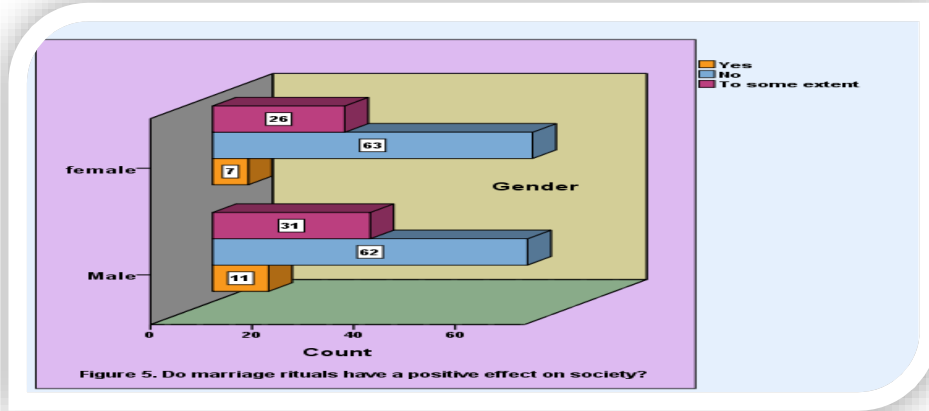 Yes
No
To some extent
26
63
female
7
Gender
31
62
Male
11
0 20 40 60
Count
Figure 5. Do marriage rituals have a positive effect on society?